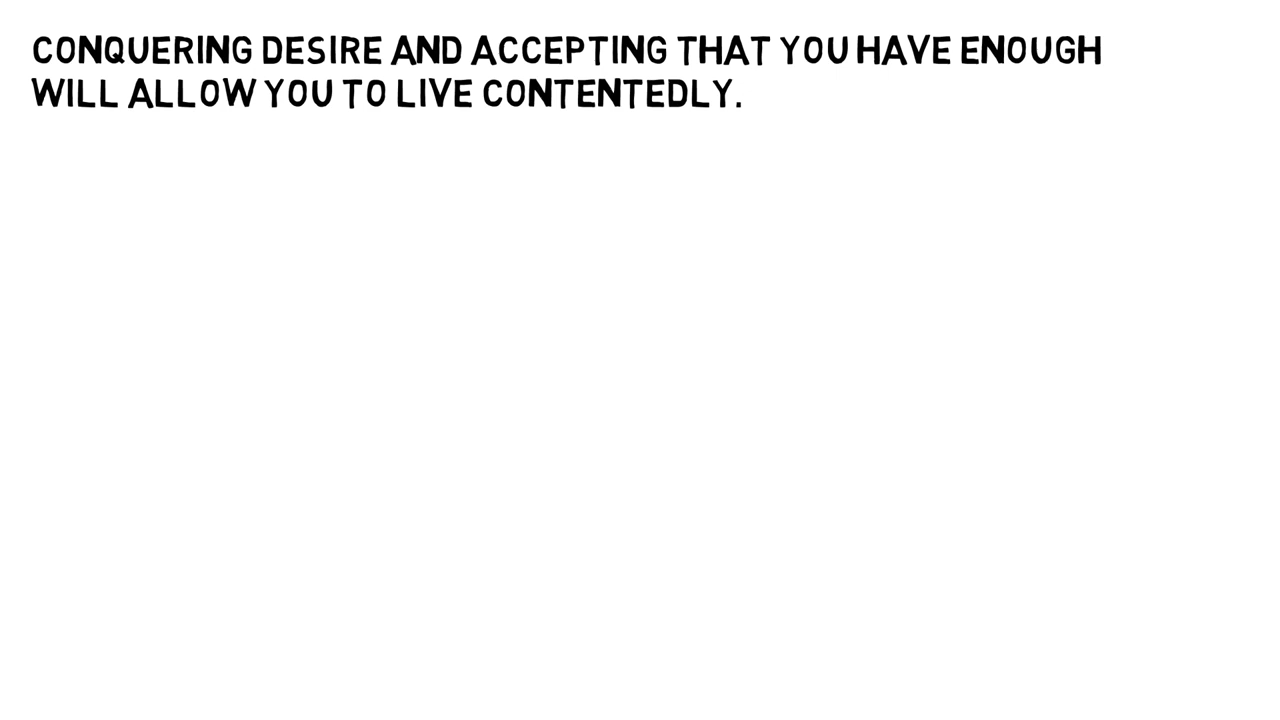 CONQUERING DESIRE AND ACCEPTING THAT YOU HAVE ENOUGH
WILL ALLOW YOU TO LIVE CONTENTEDLY.